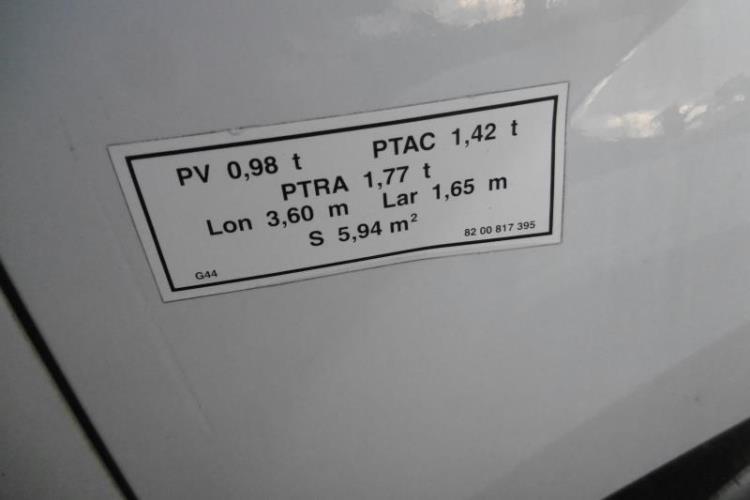 PV 0,98 t PTAC 1,42 t
PTRA 1,77 t
Lon 3,60 m Lar 1,65 m
S 5,94 m²
G44 82 00 817 395